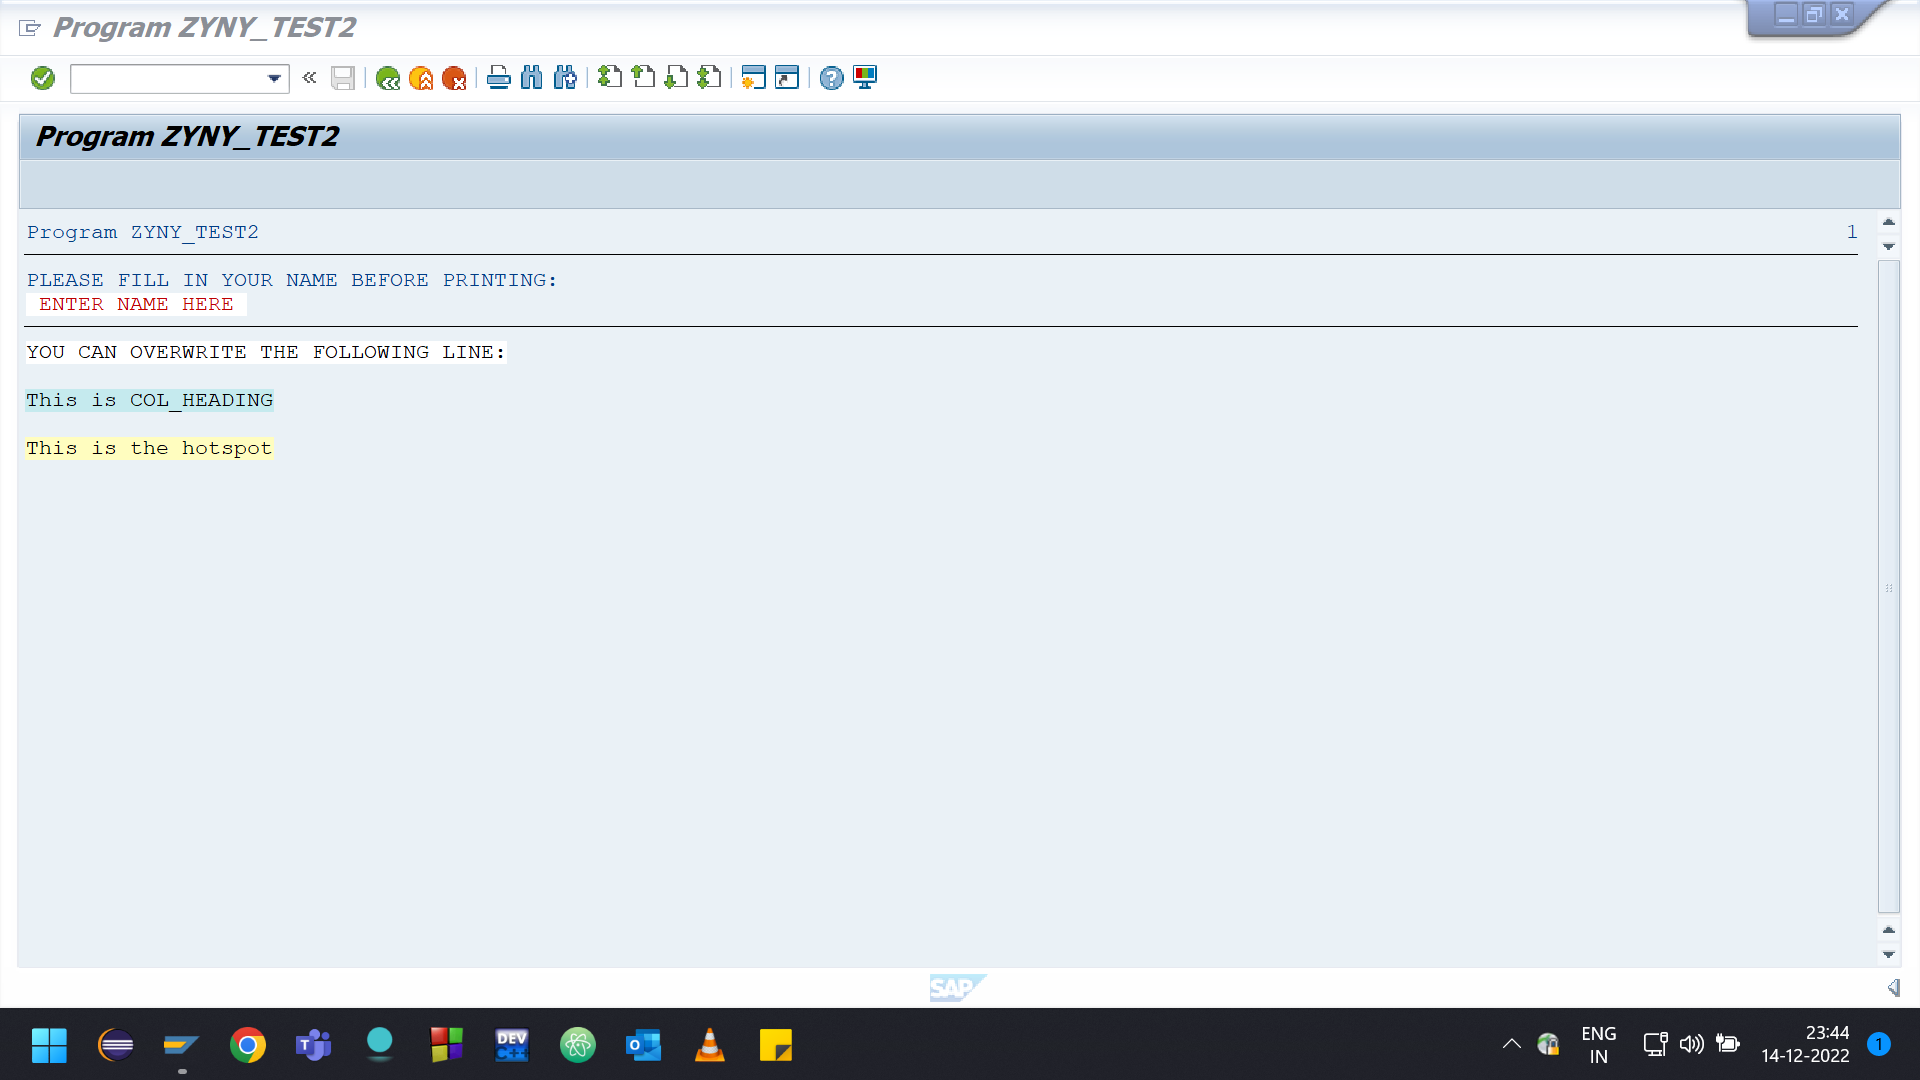 Program ZYNY_TEST2
Program ZYNY_TEST2
Program ZYNY_TEST2 1
PLEASE FILL IN YOUR NAME BEFORE PRINTING:
ENTER NAME HERE
YOU CAN OVERWRITE THE FOLLOWING LINE:
This is COL_HEADING
This is the hotspot
SAP
T
DEV
C++
O
ENG
IN
23:44
14-12-2022
1